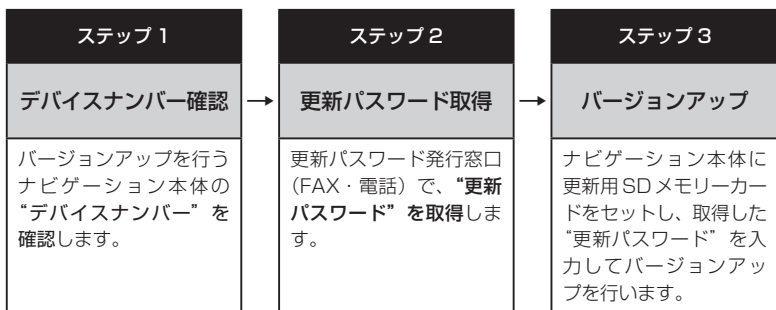 ステップ1
デバイスナンバー確認
バージョンアップを行う
ナビゲーション本体の
“デバイスナンバー”を
確認します。
→
ステップ2
更新パスワード取得
更新パスワード発行窓口
(FAX・電話)で、“更新
パスワード”を取得しま
す。
→
ステップ3
バージョンアップ
ナビゲーション本体に
更新用SDメモリーカー
ドをセットし、取得した
“更新パスワード”を入
力してバージョンアッ
プを行います。